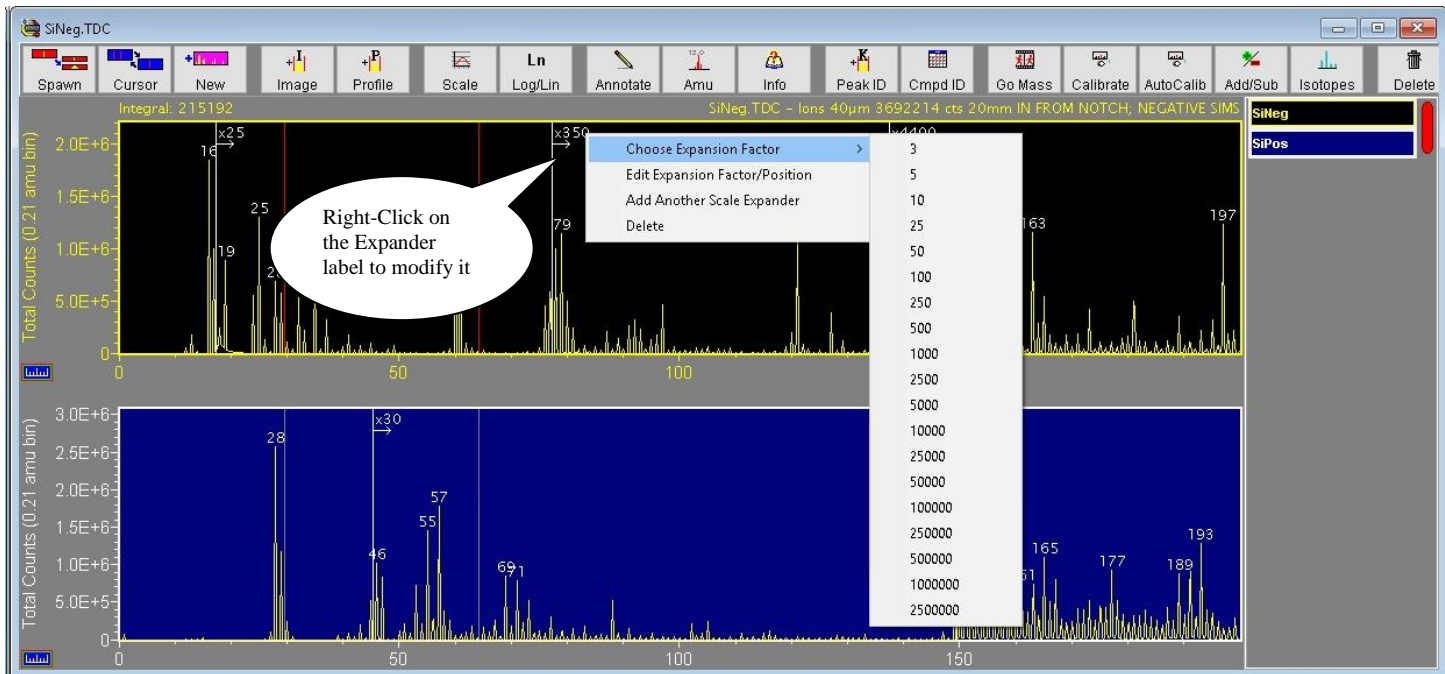 SiNeg.TDC
Spawn Cursor New +I Image +P Profile Scale Ln Log/Lin Annotate 12.0 Amu Info +K Peak ID Cmpd ID Go Mass Calibrate AutoCalib Add/Sub Isotopes Delete
Integral: 215192
SiNeg.TDC - Ions 40µm 3692214 cts 20mm IN FROM NOTCH; NEGATIVE SIMS
SiNeg
SiPos
Total Counts (0.21 amu bin)
2.0E+6
1.5E+6
1.0E+6
5.0E+5
0
x25
x350
x4400
16
19
25
79
163
197
0 50 100
Right-Click on
the Expander
label to modify it
Choose Expansion Factor >
Edit Expansion Factor/Position
Add Another Scale Expander
Delete
3
5
10
25
50
100
250
500
1000
2500
5000
10000
25000
50000
100000
250000
500000
1000000
2500000
Total Counts (0.21 amu bin)
3.0E+6
2.5E+6
2.0E+6
1.5E+6
1.0E+6
5.0E+5
0
x30
28
46
55
57
69
71
165
177
189
193
0 50 100 150